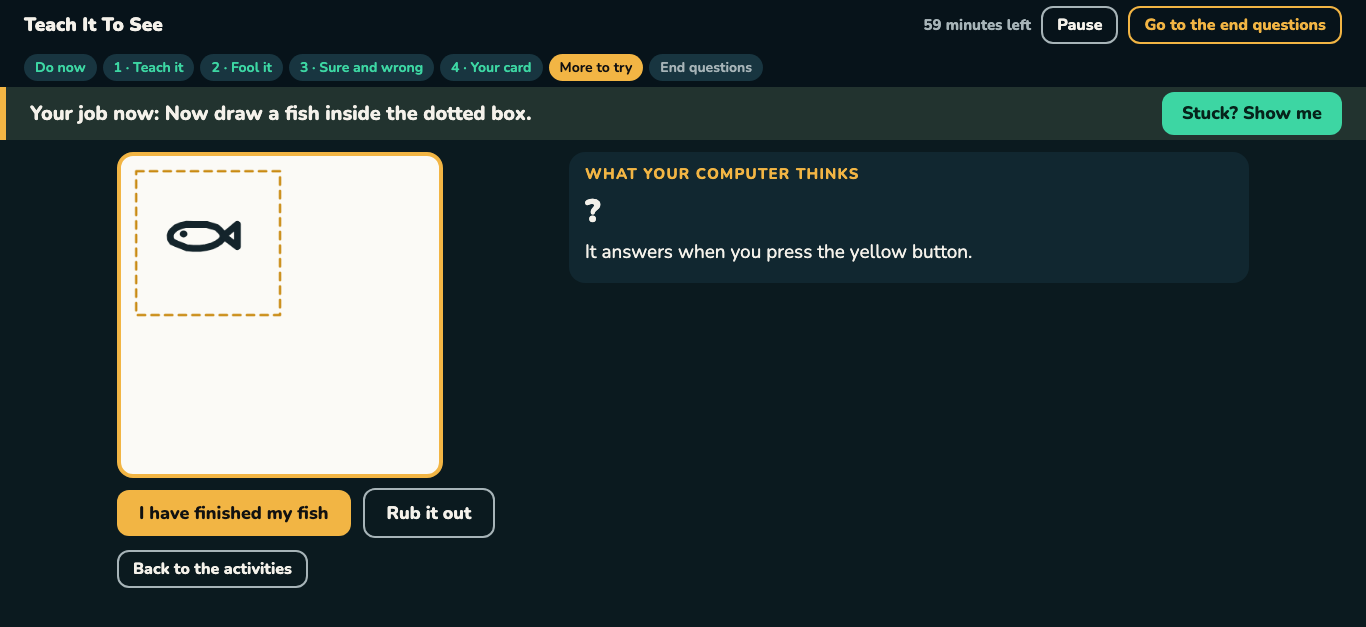 Teach It To See
59 minutes left
Pause
Go to the end questions
Do now
1 · Teach it
2 · Fool it
3 · Sure and wrong
4 · Your card
More to try
End questions
Your job now: Now draw a fish inside the dotted box.
Stuck? Show me
WHAT YOUR COMPUTER THINKS
?
It answers when you press the yellow button.
I have finished my fish
Rub it out
Back to the activities